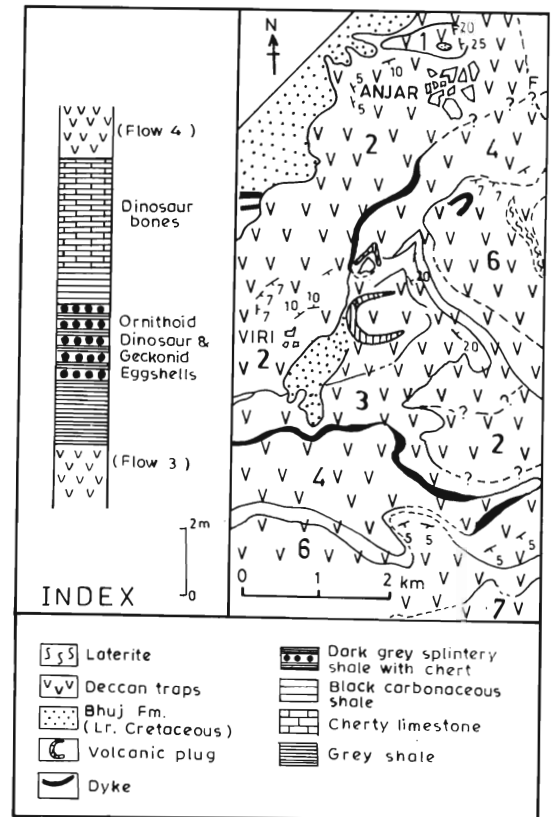 (Flow 4)
Dinosaur
bones
Ornithoid
Dinosaur &
Geckonid
Eggshells
(Flow 3)
2m
0
INDEX
N
1
20
25
10
5
5
ANJAR
F
2
?
?
4
7
7
6
7
7
10
10
10
VIRI
20
2
3
2
?
?
4
5
5
5
5
6
7
0
1
2
km
Laterite
Deccan traps
Bhuj Fm.
(Lr. Cretaceous)
Volcanic plug
Dyke
Dark grey splintery
shale with chert
Black carbonaceous
shale
Cherty limestone
Grey shale